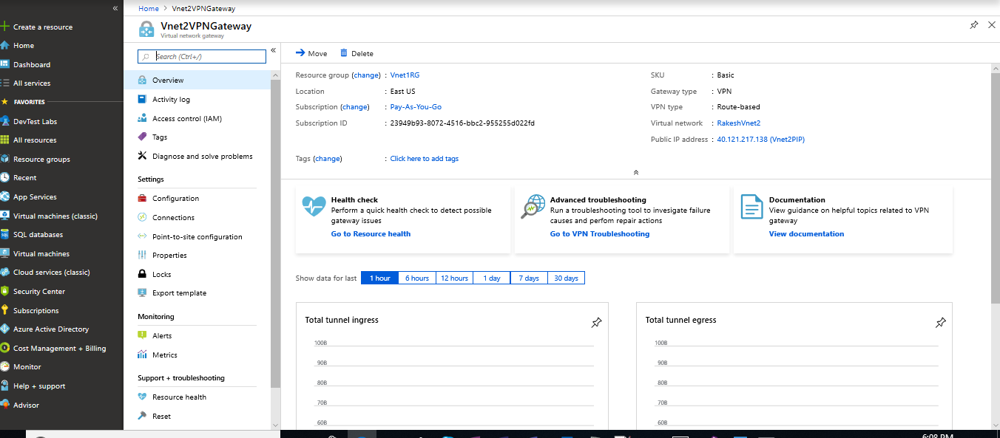 «
Create a resource
Home
Dashboard
All services
FAVORITES
DevTest Labs
All resources
Resource groups
Recent
App Services
Virtual machines (classic)
SQL databases
Virtual machines
Cloud services (classic)
Security Center
Subscriptions
Azure Active Directory
Cost Management + Billing
Monitor
Help + support
Advisor
Home > Vnet2VPNGateway
Vnet2VPNGateway
Virtual network gateway
Search (Ctrl+/)
«
Overview
Activity log
Access control (IAM)
Tags
Diagnose and solve problems
Settings
Configuration
Connections
Point-to-site configuration
Properties
Locks
Export template
Monitoring
Alerts
Metrics
Support + troubleshooting
Resource health
Reset
Move Delete
Resource group (change) : Vnet1RG
Location : East US
Subscription (change) : Pay-As-You-Go
Subscription ID : 23949b93-8072-4516-bbc2-955255d022fd
Tags (change) : Click here to add tags
SKU : Basic
Gateway type : VPN
VPN type : Route-based
Virtual network : RakeshVnet2
Public IP address : 40.121.217.138 (Vnet2PIP)
Health check
Perform a quick health check to detect possible
gateway issues
Go to Resource health
Advanced troubleshooting
Run a troubleshooting tool to invesigate failure
causes and perfom repair actions
Go to VPN Troubleshooting
Documentation
View guidance on helpful topics related to VPN
gateway
View documentation
Show data for last 1 hour 6 hours 12 hours 1 day 7 days 30 days
Total tunnel ingress
100B
90B
80B
70B
60B
Total tunnel egress
100B
90B
80B
70B
60B
6:08 PM